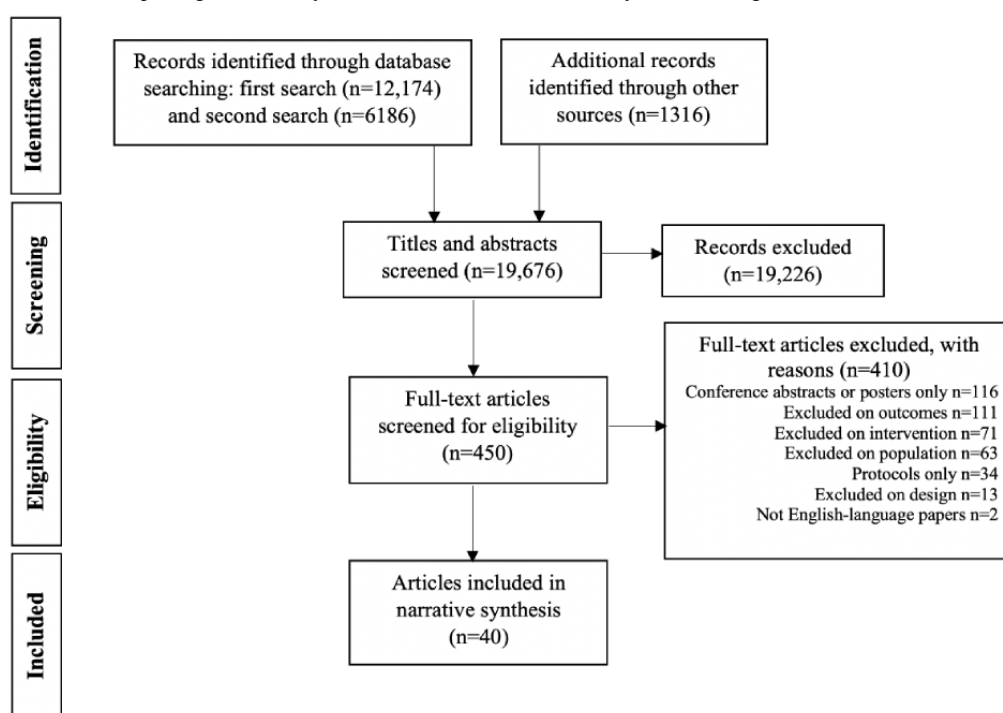 Identification
Records identified through database
searching: first search (n=12,174)
and second search (n=6186)
Additional records
identified through other
sources (n=1316)
Screening
Titles and abstracts
screened (n=19,676)
Records excluded
(n=19,226)
Eligibility
Full-text articles
screened for eligibility
(n=450)
Full-text articles excluded, with
reasons (n=410)
Conference abstracts or posters only n=116
Excluded on outcomes n=111
Excluded on intervention n=71
Excluded on population n=63
Protocols only n=34
Excluded on design n=13
Not English-language papers n=2
Included
Articles included in
narrative synthesis
(n=40)